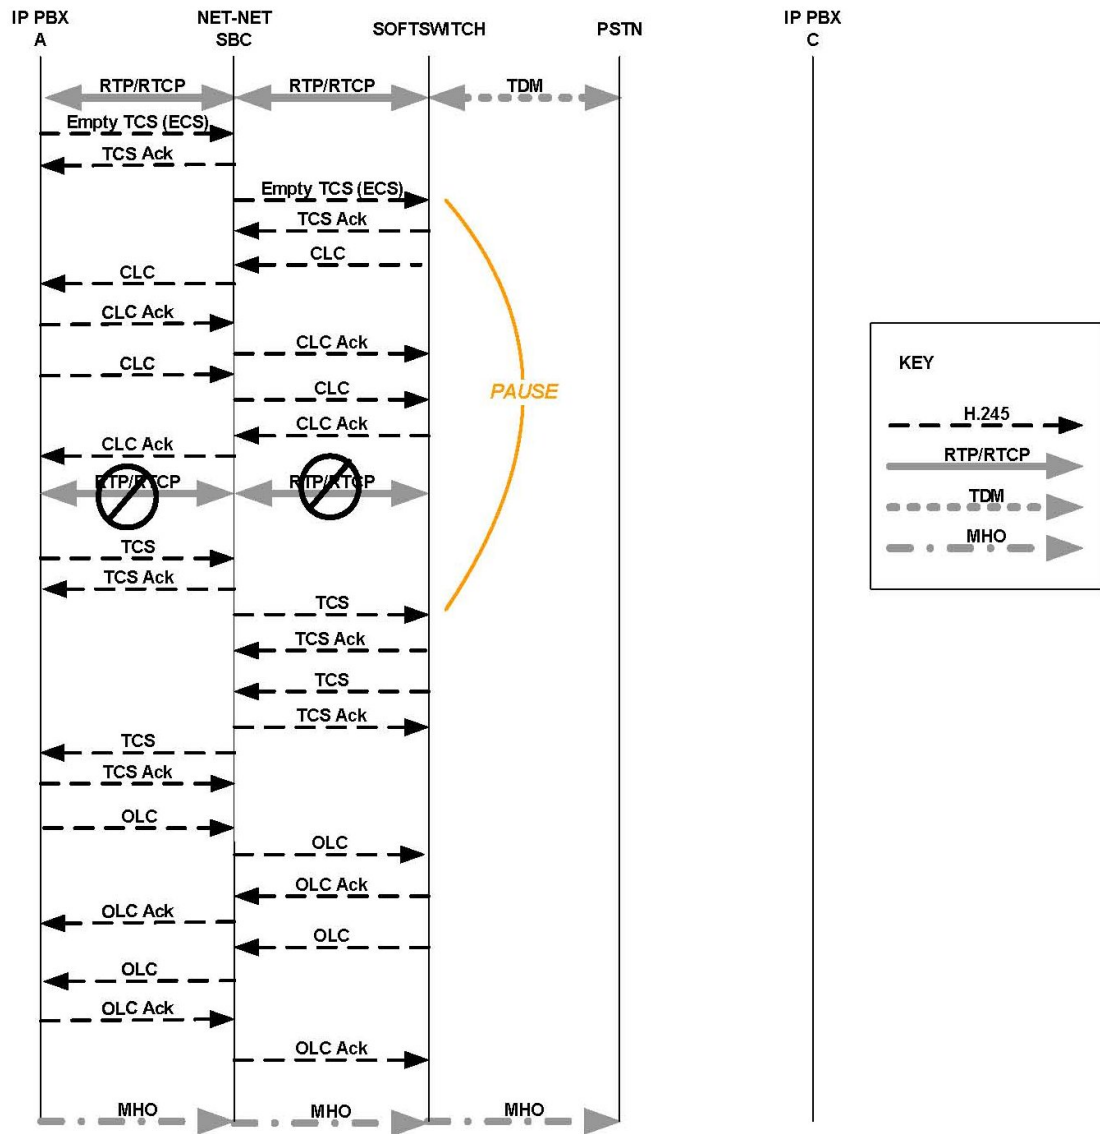 IP PBX
A
NET-NET
SBC
SOFTSWITCH
PSTN
IP PBX
C
RTP/RTCP
RTP/RTCP
TDM
Empty TCS (ECS)
TCS Ack
Empty TCS (ECS)
TCS Ack
CLC
CLC
CLC Ack
CLC Ack
CLC
CLC
CLC Ack
CLC Ack
PAUSE
RTP/RTCP
RTP/RTCP
TCS
TCS Ack
TCS
TCS Ack
TCS
TCS Ack
TCS
TCS Ack
OLC
OLC
OLC Ack
OLC Ack
OLC
OLC
OLC Ack
OLC Ack
MHO
MHO
MHO
KEY
H.245
RTP/RTCP
TDM
MHO